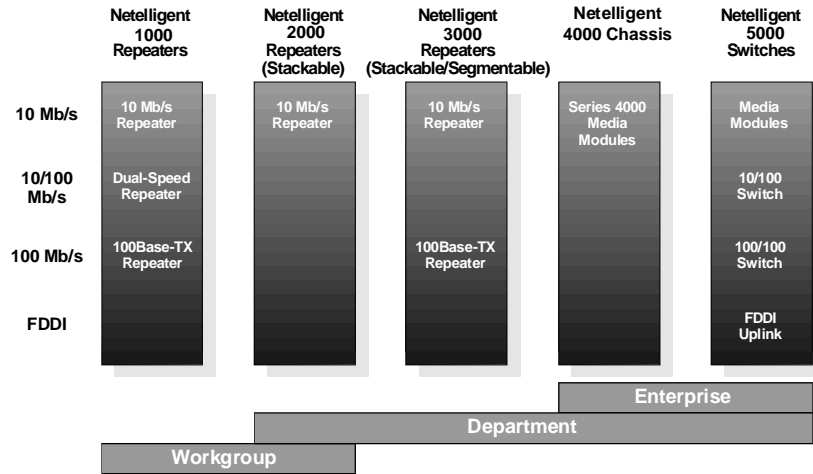 Netelligent
1000
Repeaters
Netelligent
2000
Repeaters
(Stackable)
Netelligent
3000
Repeaters
(Stackable/Segmentable)
Netelligent
4000 Chassis
Netelligent
5000
Switches
10 Mb/s
10 Mb/s
Repeater
10 Mb/s
Repeater
10 Mb/s
Repeater
Series 4000
Media
Modules
Media
Modules
10/100
Mb/s
Dual-Speed
Repeater
10/100
Switch
100 Mb/s
100Base-TX
Repeater
100Base-TX
Repeater
100/100
Switch
FDDI
FDDI
Uplink
Enterprise
Department
Workgroup